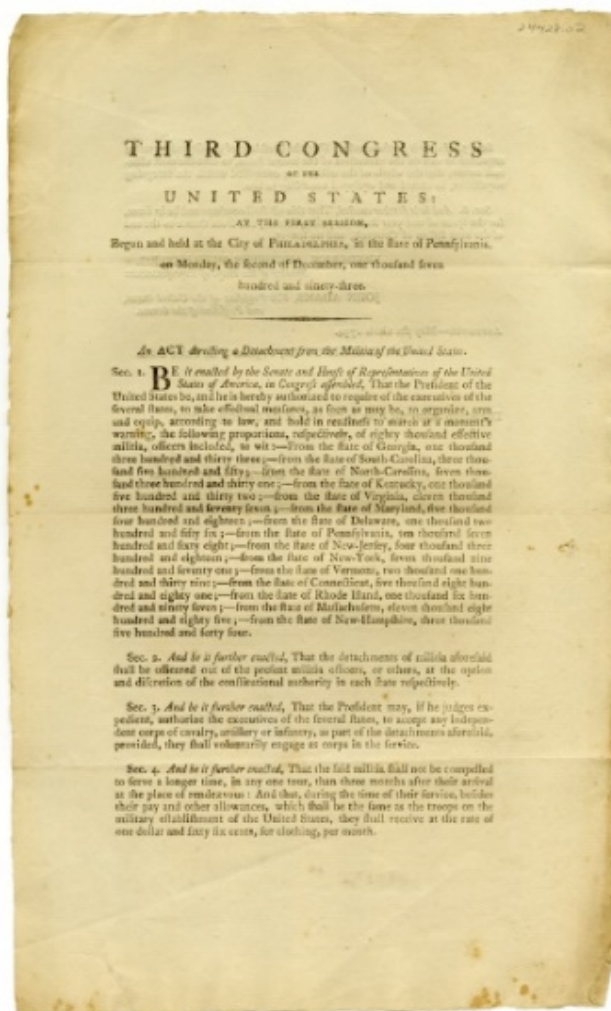 24428.02
THIRD CONGRESS
OF THE
UNITED STATES:
AT THE FIRST SESSION,
Begun and held at the City of PHILADELPHIA, in the ſtate of Pennſylvania,
on Monday, the ſecond of December, one thouſand ſeven
hundred and ninety-three.
An ACT directing a Detachment from the Militia of the United States.
Sec. 1. BE it enacted by the Senate and Houſe of Repreſentatives of the United
States of America, in Congreſs aſſembled, That the Preſident of the
United States be, and he is hereby authorized to require of the executives of the
ſeveral ſtates, to take effectual meaſures, as ſoon as may be, to organize, arm
and equip, according to law, and hold in readineſs to march at a moment's
warning, the following proportions, reſpectively, of eighty thouſand effective
militia, officers included, to wit:—From the ſtate of Georgia, one thouſand
three hundred and thirty three;—from the ſtate of South-Carolina, three thou-
ſand five hundred and fifty;—from the ſtate of North-Carolina, ſeven thou-
ſand three hundred and thirty one;—from the ſtate of Kentucky, one thouſand
five hundred and thirty two;—from the ſtate of Virginia, eleven thouſand
three hundred and ſeventy ſeven;—from the ſtate of Maryland, five thouſand
four hundred and eighteen;—from the ſtate of Delaware, one thouſand two
hundred and fifty ſix;—from the ſtate of Pennſylvania, ten thouſand ſeven
hundred and ſixty eight;—from the ſtate of New-Jerſey, four thouſand three
hundred and eighteen;—from the ſtate of New-York, ſeven thouſand nine
hundred and ſeventy one;—from the ſtate of Vermont, two thouſand one hun-
dred and thirty nine;—from the ſtate of Connecticut, five thouſand eight hun-
dred and eighty one;—from the ſtate of Rhode Iſland, one thouſand ſix hun-
dred and ninety ſeven;—from the ſtate of Maſſachuſetts, eleven thouſand eight
hundred and eighty five;—from the ſtate of New-Hampſhire, three thouſand
five hundred and forty four.
Sec. 2. And be it further enacted, That the detachments of militia aforeſaid
ſhall be officered out of the preſent militia officers, or others, at the option
and diſcretion of the conſtitutional authority in each ſtate reſpectively.
Sec. 3. And be it further enacted, That the Preſident may, if he judges ex-
pedient, authorize the executives of the ſeveral ſtates, to accept any indepen-
dent corps of cavalry, artillery or infantry, as part of the detachments aforeſaid,
provided, they ſhall voluntarily engage as corps in the ſervice.
Sec. 4. And be it further enacted, That the ſaid militia ſhall not be compelled
to ſerve a longer time, in any one tour, than three months after their arrival
at the place of rendezvous: And that, during the time of their ſervice, beſides
their pay and other allowances, which ſhall be the ſame as the troops on the
military eſtabliſhment of the United States, they ſhall receive at the rate of
one dollar and ſixty ſix cents, for clothing, per month.